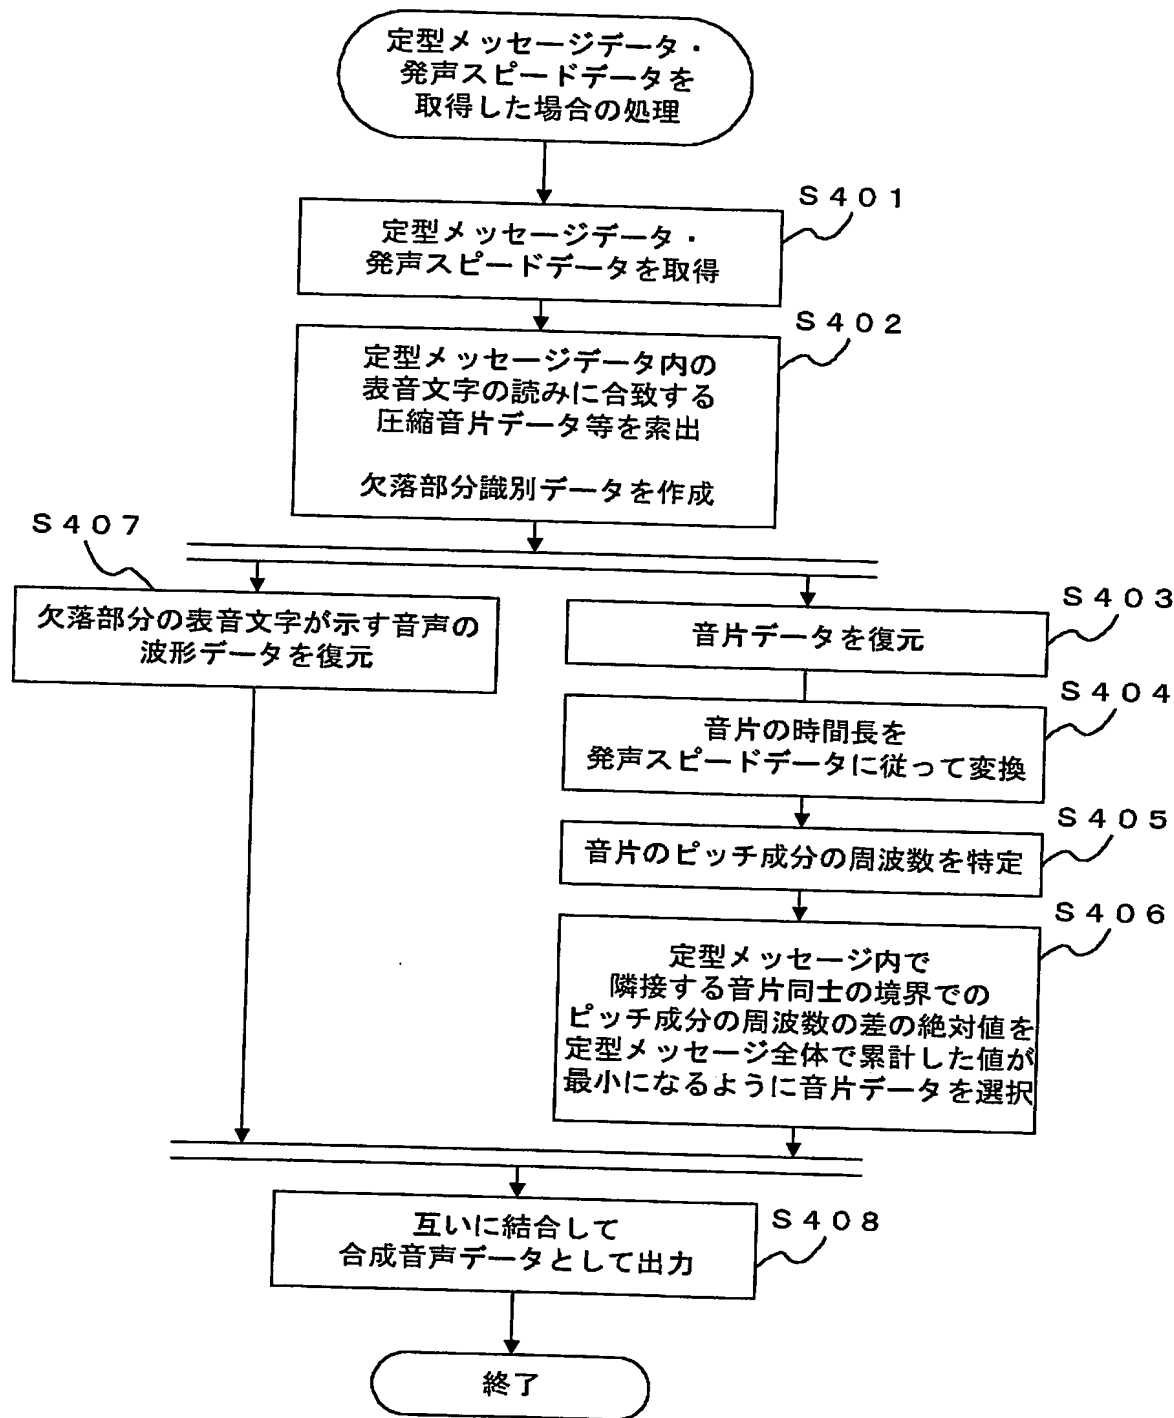 定型メッセージデータ・
発声スピードデータを
取得した場合の処理
S401
定型メッセージデータ・
発声スピードデータを取得
S402
定型メッセージデータ内の
表音文字の読みに合致する
圧縮音片データ等を索出
欠落部分識別データを作成
S407
欠落部分の表音文字が示す音声の
波形データを復元
S403
音片データを復元
S404
音片の時間長を
発声スピードデータに従って変換
S405
音片のピッチ成分の周波数を特定
S406
定型メッセージ内で
隣接する音片同士の境界での
ピッチ成分の周波数の差の絶対値を
定型メッセージ全体で累計した値が
最小になるように音片データを選択
S408
互いに結合して
合成音声データとして出力
終了